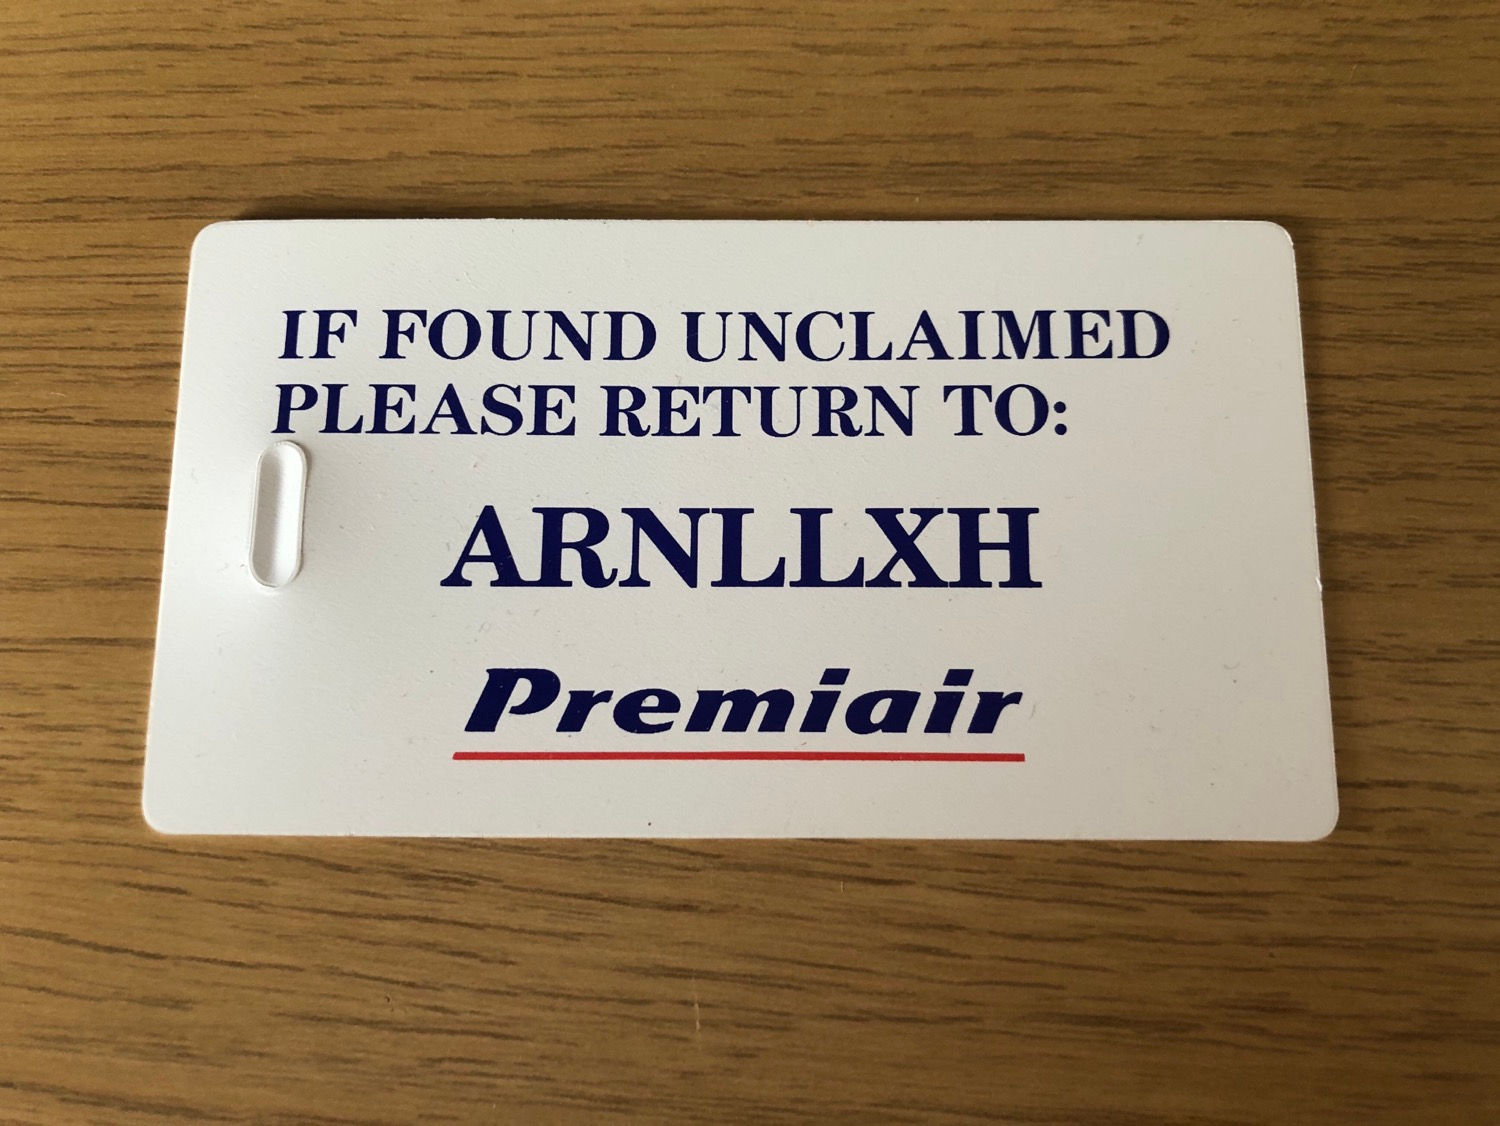 IF FOUND UNCLAIMED
PLEASE RETURN TO:
ARNLLXH
Premiair